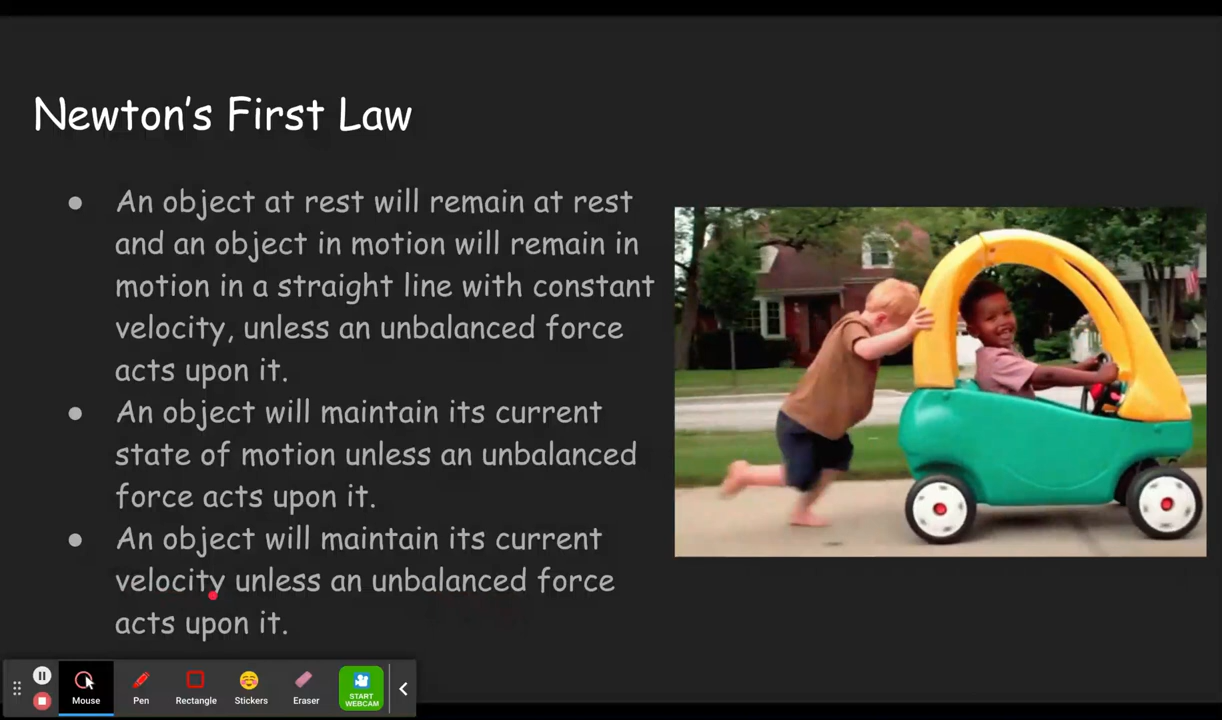 Newton's First Law
● An object at rest will remain at rest
and an object in motion will remain in
motion in a straight line with constant
velocity, unless an unbalanced force
acts upon it.
● An object will maintain its current
state of motion unless an unbalanced
force acts upon it.
● An object will maintain its current
velocity unless an unbalanced force
acts upon it.
Mouse
Pen
Rectangle
Stickers
Eraser
START
WEBCAM